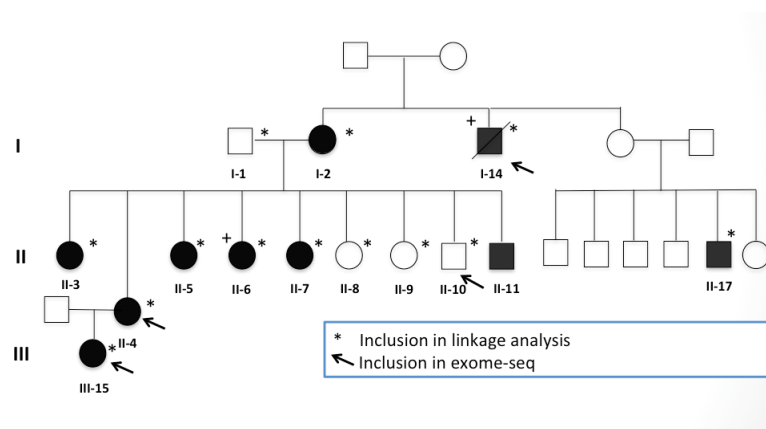 + *
* *
I
I-1 I-2 I-14
* + * * * * * * *
II
II-3 II-5 II-6 II-7 II-8 II-9 II-10 II-11 II-17
*
II-4
* Inclusion in linkage analysis
III *
Inclusion in exome-seq
III-15